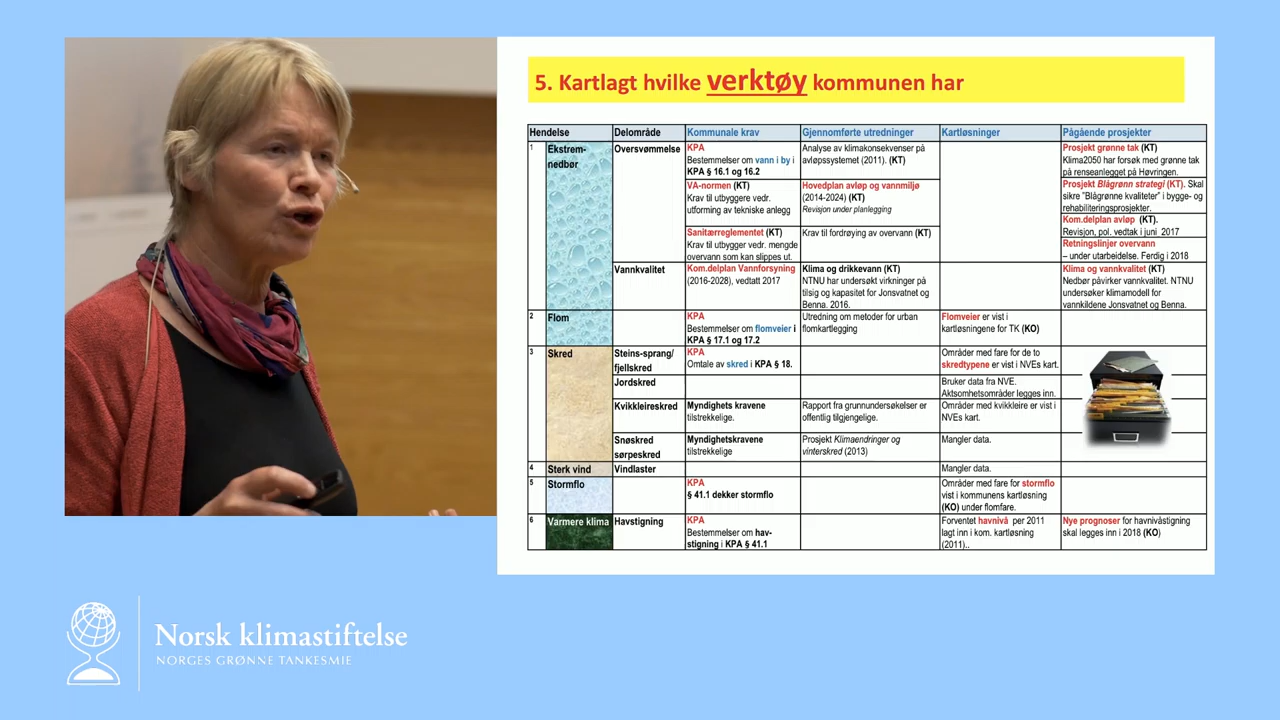 5. Kartlagt hvilke verktøy kommunen har
Hendelse Delområde Kommunale krav Gjennomførte utredninger Kartløsninger Pågående prosjekter
1 Ekstrem-
nedbør
Oversvømmelse
KPA
Bestemmelser om vann i by i
KPA § 16.1 og 16.2
Analyse av klimakonsekvenser på
avløpssystemet (2011). (KT)
Prosjekt grønne tak (KT)
Klima2050 har forsøk med grønne tak
på renseanlegget på Høvringen.
VA-normen (KT)
Krav til utbyggere vedr.
utforming av tekniske anlegg
Hovedplan avløp og vannmiljø
(2014-2024) (KT)
Revisjon under planlegging
Prosjekt Blågrønn strategi (KT). Skal
sikre "Blågrønne kvaliteter" i bygge- og
rehabiliteringsprosjekter.
Kom.delplan avløp (KT).
Revisjon, pol. vedtak i juni 2017
Sanitærreglementet (KT)
Krav til utbygger vedr. mengde
overvann som kan slippes ut.
Krav til fordrøying av overvann (KT)
Retningslinjer overvann
– under utarbeidelse. Ferdig i 2018
Vannkvalitet
Kom.delplan Vannforsyning
(2016-2028), vedtatt 2017
Klima og drikkevann (KT)
NTNU har undersøkt virkninger på
tilsig og kapasitet for Jonsvatnet og
Benna. 2016.
Klima og vannkvalitet (KT)
Nedbør påvirker vannkvalitet. NTNU
undersøker klimamodell for
vannkildene Jonsvatnet og Benna.
2 Flom
KPA
Bestemmelser om flomveier i
KPA § 17.1 og 17.2
Utredning om metoder for urban
flomkartlegging
Flomveier er vist i
kartløsningene for TK (KO)
3 Skred
Steins-sprang/
fjellskred
KPA
Omtale av skred i KPA § 18.
Områder med fare for de to
skredtypene er vist i NVEs kart.
Jordskred
Bruker data fra NVE.
Aktsomhetsområder legges inn.
Kvikkleireskred
Myndighets kravene
tilstrekkelige.
Rapport fra grunnundersøkelser er
offentlig tilgjengelige.
Områder med kvikkleire er vist i
NVEs kart.
Snøskred
sørpeskred
Myndighetskravene
tilstrekkelige
Prosjekt Klimaendringer og
vinterskred (2013)
Mangler data.
4 Sterk vind Vindlaster Mangler data.
5 Stormflo
KPA
§ 41.1 dekker stormflo
Områder med fare for stormflo
vist i kommunens kartløsning
(KO) under flomfare.
6 Varmere klima Havstigning
KPA
Bestemmelser om hav-
stigning i KPA § 41.1
Forventet havnivå per 2011
lagt inn i kom. kartløsning
(2011)..
Nye prognoser for havnivåstigning
skal legges inn i 2018 (KO)
Norsk klimastiftelse
NORGES GRØNNE TANKESMIE